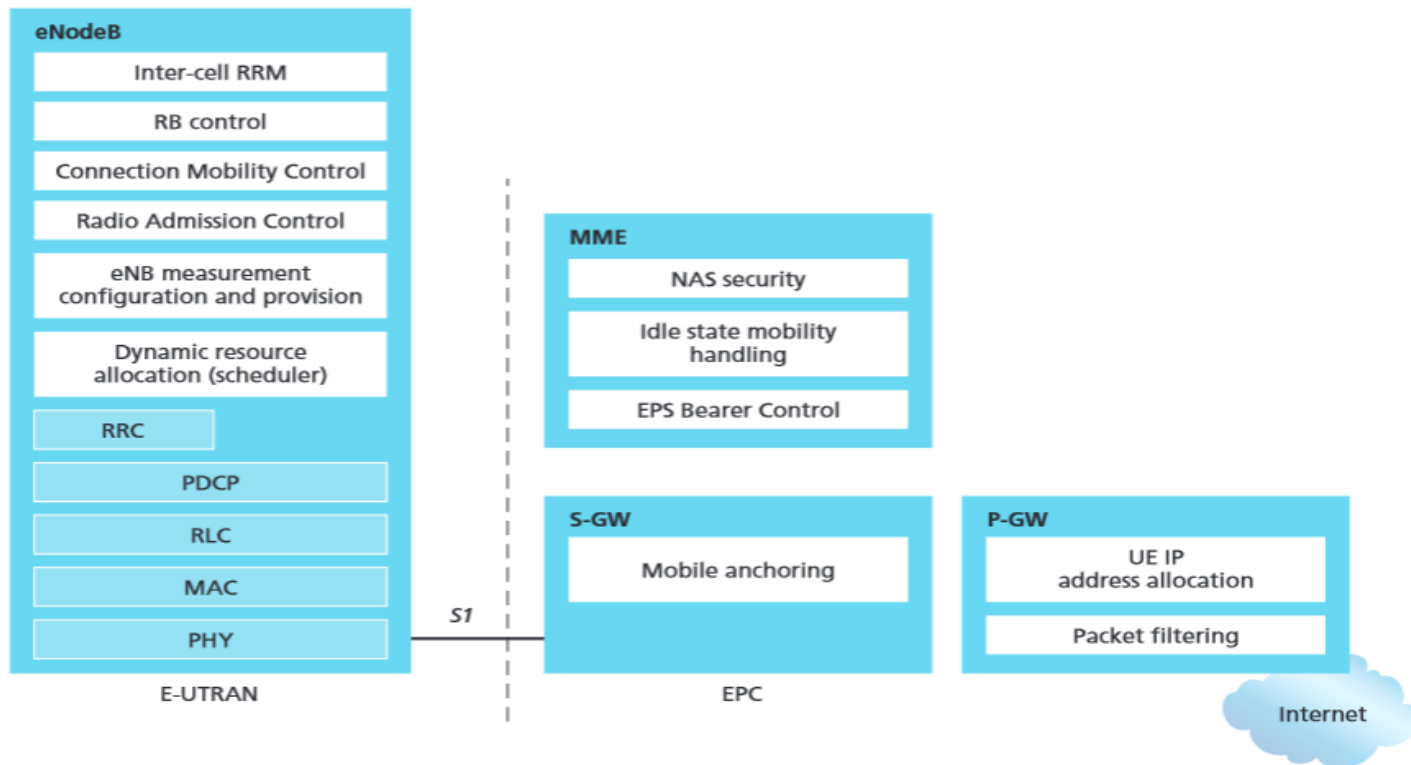 eNodeB
Inter-cell RRM
RB control
Connection Mobility Control
Radio Admission Control
eNB measurement
configuration and provision
Dynamic resource
allocation (scheduler)
RRC
PDCP
RLC
MAC
PHY
E-UTRAN
S1
MME
NAS security
Idle state mobility
handling
EPS Bearer Control
S-GW
Mobile anchoring
EPC
P-GW
UE IP
address allocation
Packet filtering
Internet